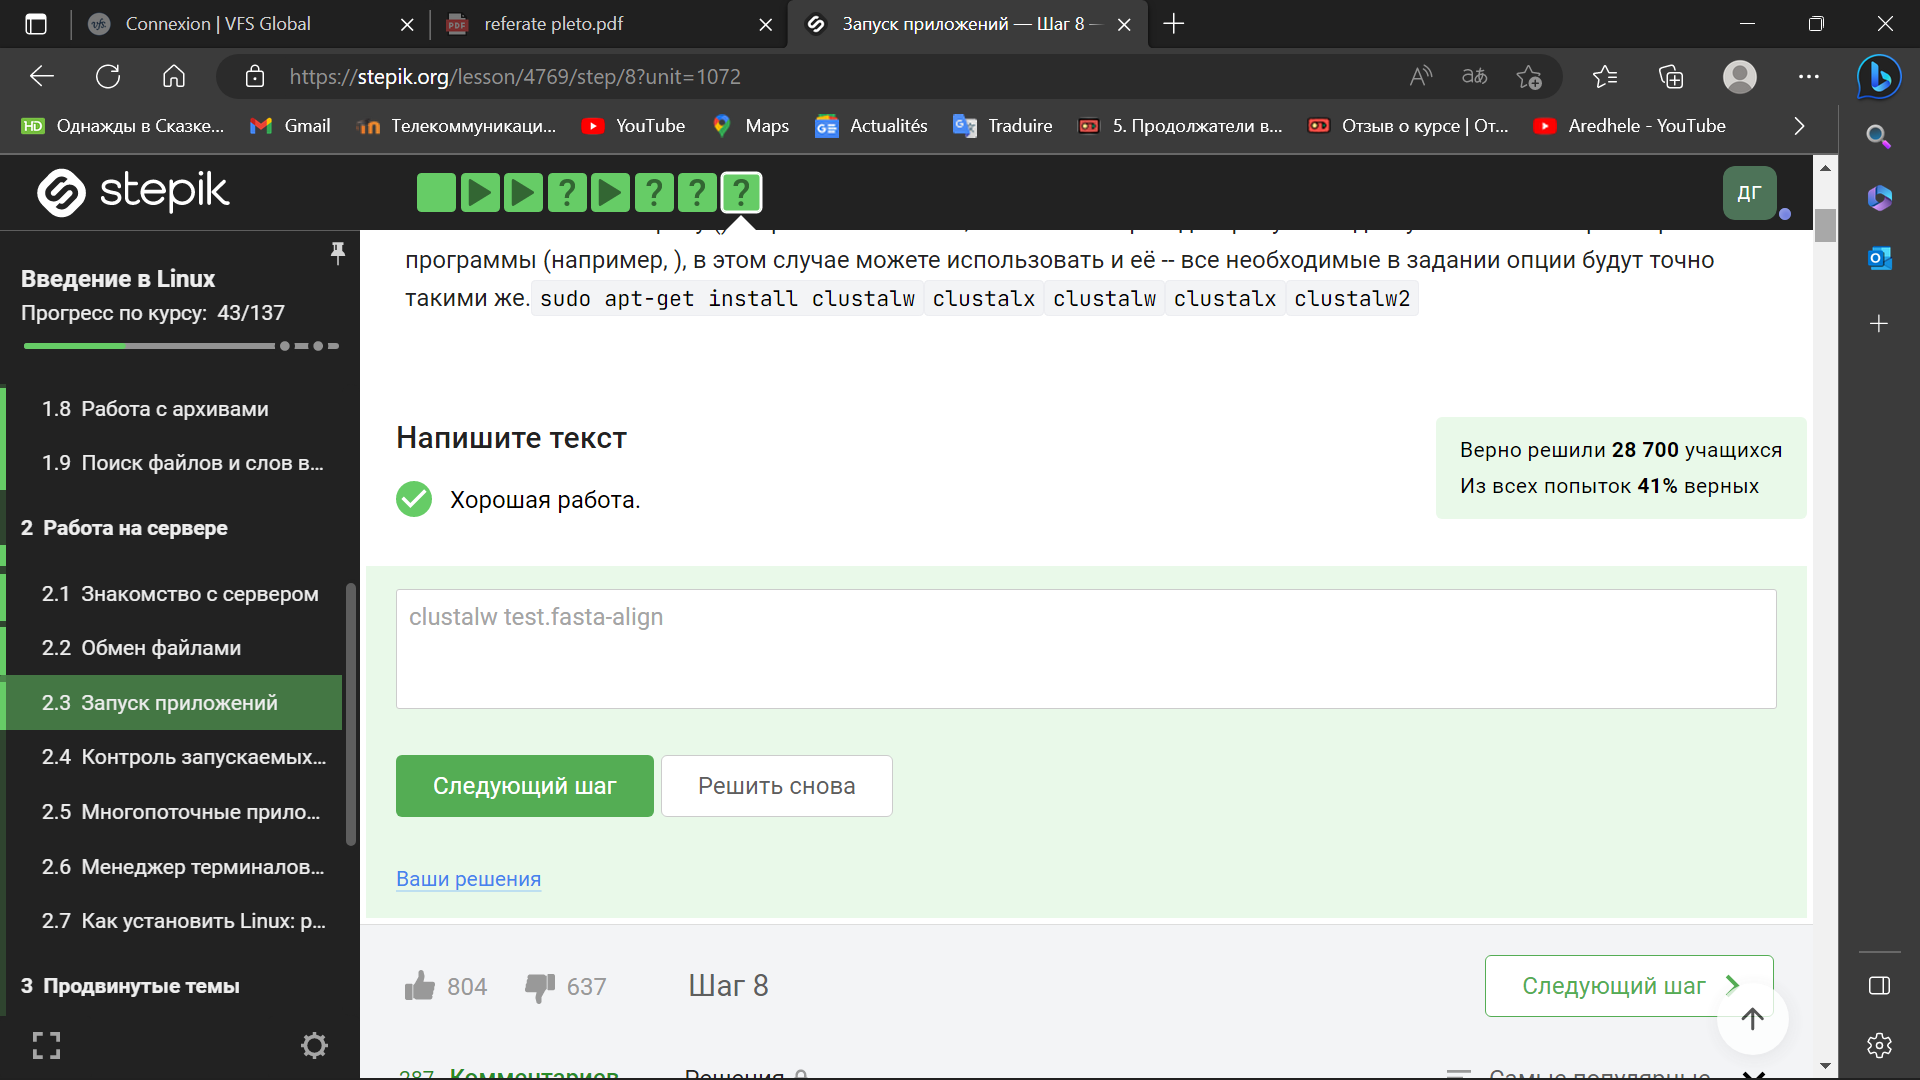 Connexion | VFS Global
referate pleto.pdf
Запуск приложений — Шаг 8 —
https://stepik.org/lesson/4769/step/8?unit=1072
Однажды в Сказке...
Gmail
Телекоммуникаци...
YouTube
Maps
Actualités
Traduire
5. Продолжатели в...
Отзыв о курсе | От...
Aredhele - YouTube
stepik
ДГ
Введение в Linux
Прогресс по курсу: 43/137
1.8 Работа с архивами
1.9 Поиск файлов и слов в...
2 Работа на сервере
2.1 Знакомство с сервером
2.2 Обмен файлами
2.3 Запуск приложений
2.4 Контроль запускаемых...
2.5 Многопоточные прило...
2.6 Менеджер терминалов...
2.7 Как установить Linux: р...
3 Продвинутые темы
программы (например, ), в этом случае можете использовать и её -- все необходимые в задании опции будут точно
такими же. sudo apt-get install clustalw clustalx clustalw clustalx clustalw2
Напишите текст
Хорошая работа.
Верно решили 28 700 учащихся
Из всех попыток 41% верных
clustalw test.fasta-align
Следующий шаг
Решить снова
Ваши решения
804
637
Шаг 8
Следующий шаг
287 Комментариев
Решения
Самые популярные